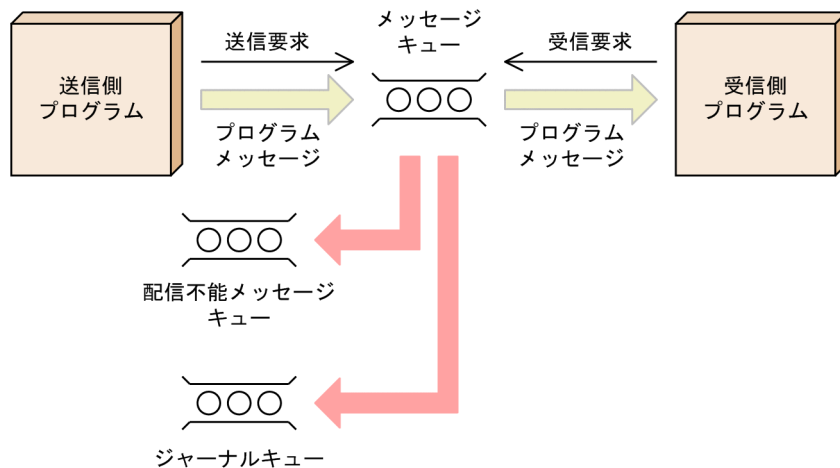 メッセージ
キュー
送信要求
受信要求
送信側
プログラム
受信側
プログラム
プログラム
メッセージ
プログラム
メッセージ
配信不能メッセージ
キュー
ジャーナルキュー